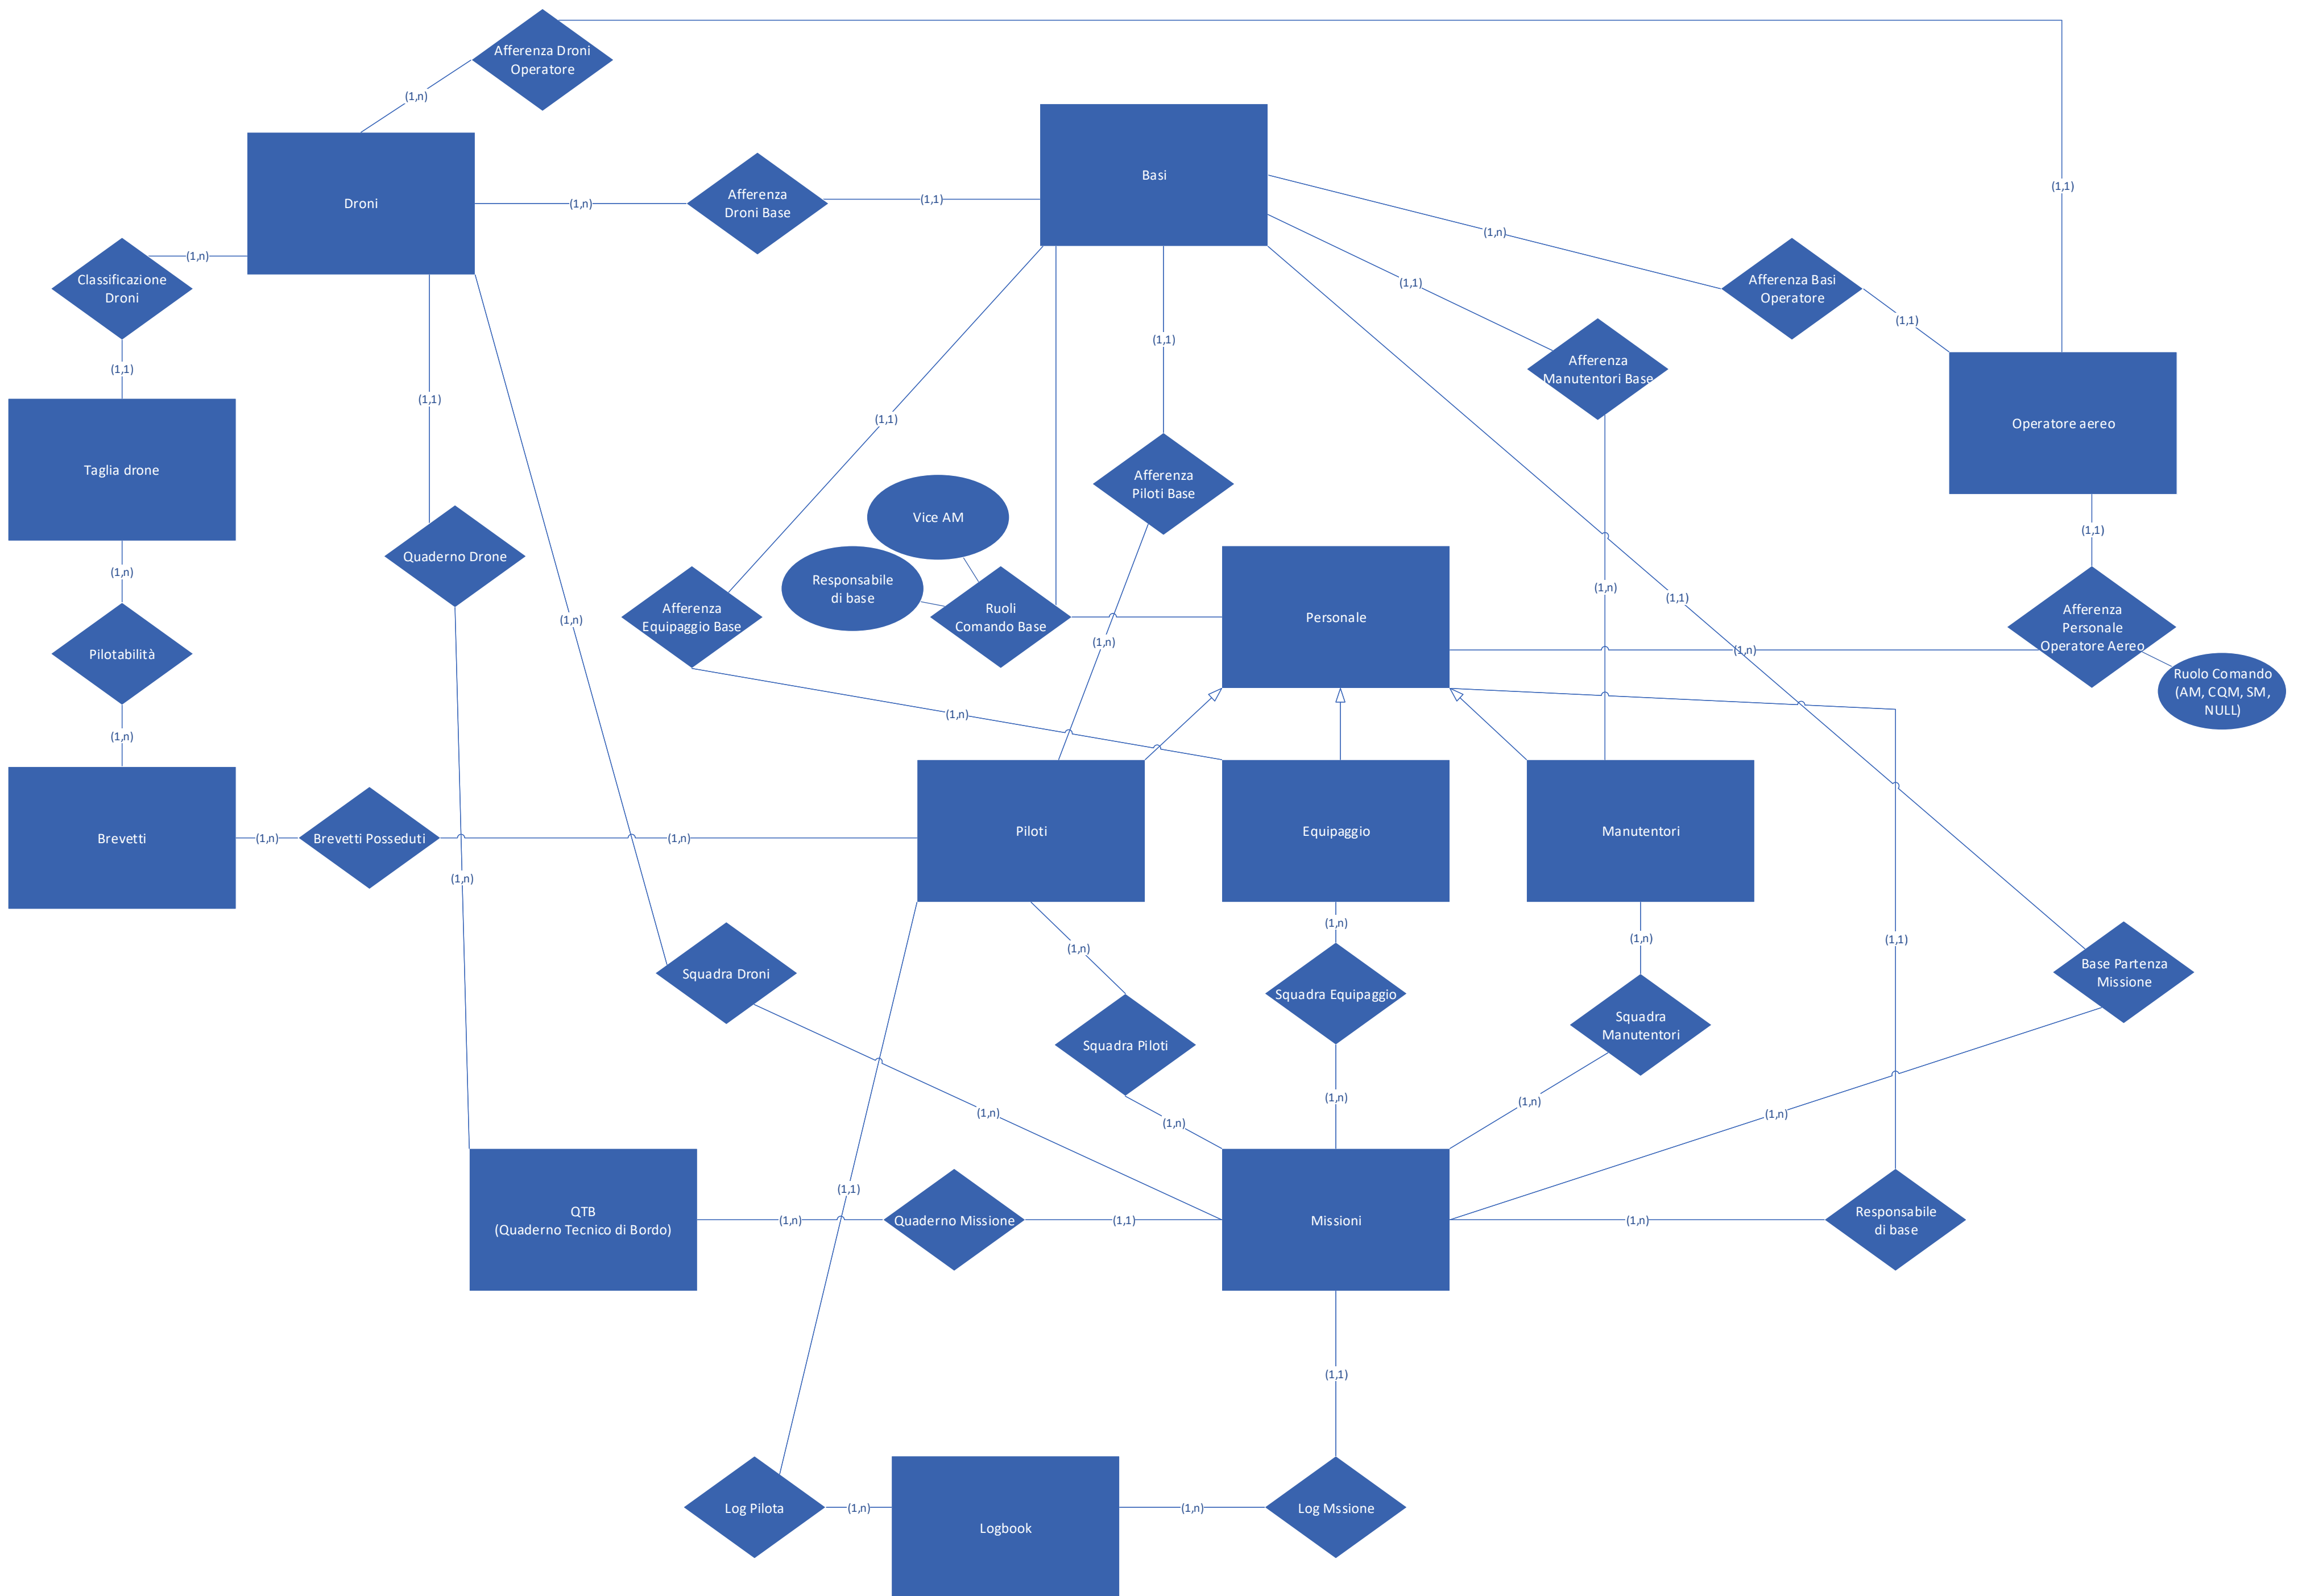 Afferenza Droni
Operatore
(1,n)
Basi
Droni
Afferenza
Droni Base
(1,n)
(1,1)
(1,1)
(1,n)
Classificazione
Droni
(1,n)
(1,1)
Afferenza Basi
Operatore
(1,1)
(1,1)
(1,1)
Afferenza
Manutentori Base
(1,1)
(1,1)
Operatore aereo
Taglia drone
Afferenza
Piloti Base
Vice AM
(1,1)
Quaderno Drone
(1,n)
Responsabile
di base
(1,n)
Afferenza
Equipaggio Base
Ruoli
Comando Base
Personale
(1,n)
(1,1)
Afferenza
Personale
Operatore Aereo
(1,n)
(1,n)
(1,n)
Pilotabilità
Ruolo Comando
(AM, CQM, SM,
NULL)
(1,n)
(1,n)
Brevetti
(1,n)
Brevetti Posseduti
(1,n)
Piloti
Equipaggio
Manutentori
(1,n)
(1,n)
(1,n)
(1,n)
(1,1)
Squadra Droni
Squadra Equipaggio
Base Partenza
Missione
Squadra
Manutentori
Squadra Piloti
(1,n)
(1,n)
(1,n)
(1,n)
(1,n)
(1,1)
QTB
(Quaderno Tecnico di Bordo)
(1,n)
Quaderno Missione
(1,1)
Missioni
(1,n)
Responsabile
di base
(1,1)
Log Pilota
(1,n)
Logbook
(1,n)
Log Mssione